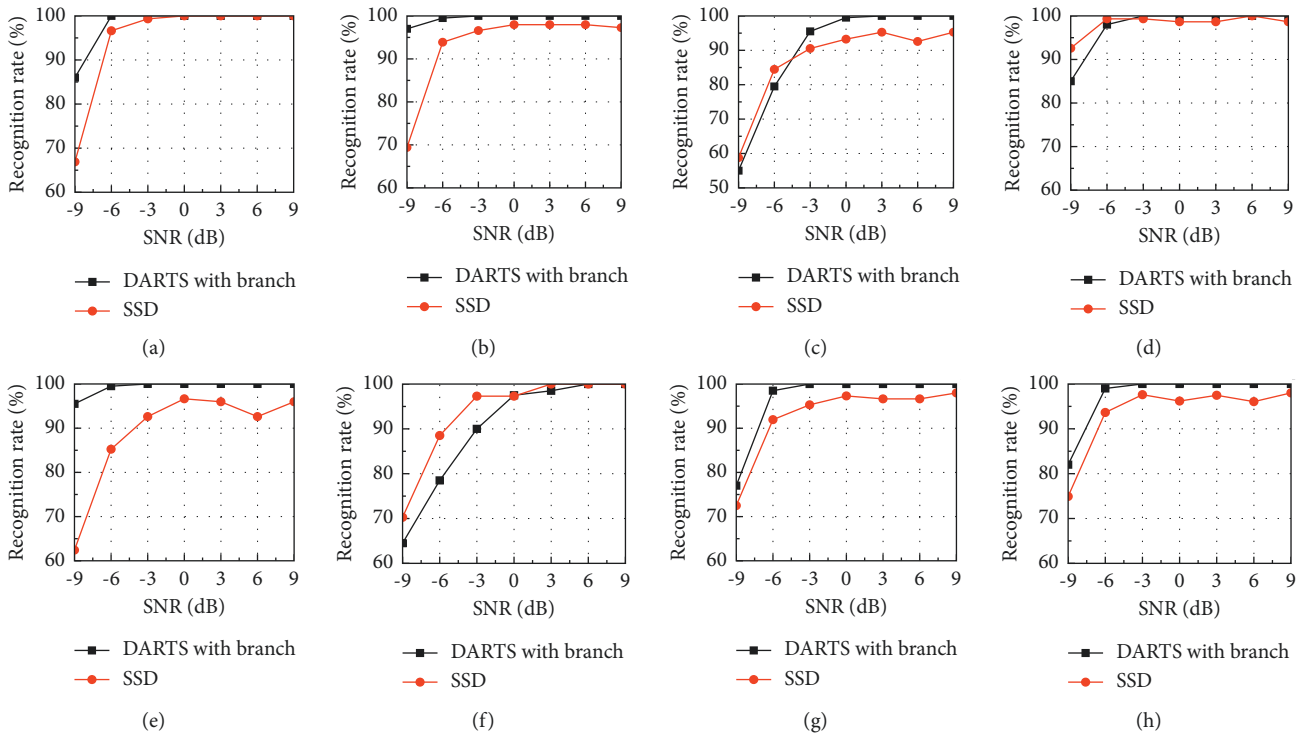 Recognition rate (%)
100
90
80
70
60
-9 -6 -3 0 3 6 9
SNR (dB)
DARTS with branch
SSD
(a)
Recognition rate (%)
100
90
80
70
60
-9 -6 -3 0 3 6 9
SNR (dB)
DARTS with branch
SSD
(b)
Recognition rate (%)
100
90
80
70
60
50
-9 -6 -3 0 3 6 9
SNR (dB)
DARTS with branch
SSD
(c)
Recognition rate (%)
100
90
80
70
60
-9 -6 -3 0 3 6 9
SNR (dB)
DARTS with branch
SSD
(d)
Recognition rate (%)
100
90
80
70
60
-9 -6 -3 0 3 6 9
SNR (dB)
DARTS with branch
SSD
(e)
Recognition rate (%)
100
90
80
70
60
-9 -6 -3 0 3 6 9
SNR (dB)
DARTS with branch
SSD
(f)
Recognition rate (%)
100
90
80
70
60
-9 -6 -3 0 3 6 9
SNR (dB)
DARTS with branch
SSD
(g)
Recognition rate (%)
100
90
80
70
60
-9 -6 -3 0 3 6 9
SNR (dB)
DARTS with branch
SSD
(h)